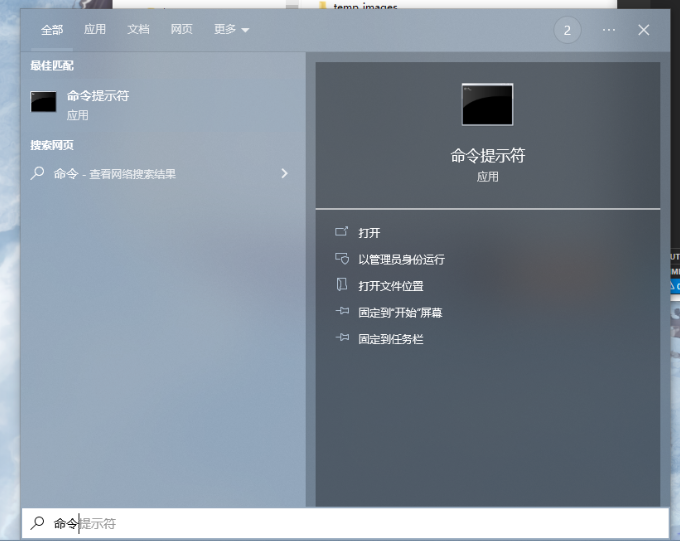 temp_images
全部
应用
文档
网页
更多
2
最佳匹配
命令提示符
应用
搜索网页
命令 - 查看网络搜索结果
命令提示符
应用
打开
以管理员身份运行
打开文件位置
固定到"开始"屏幕
固定到任务栏
命令提示符